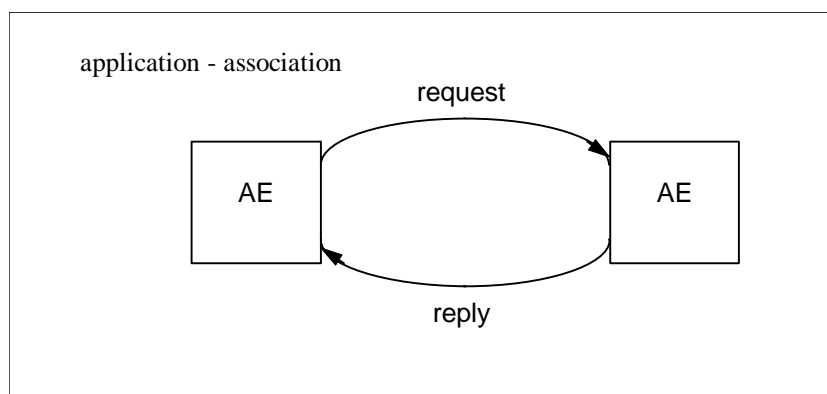 application - association
request
AE
AE
reply